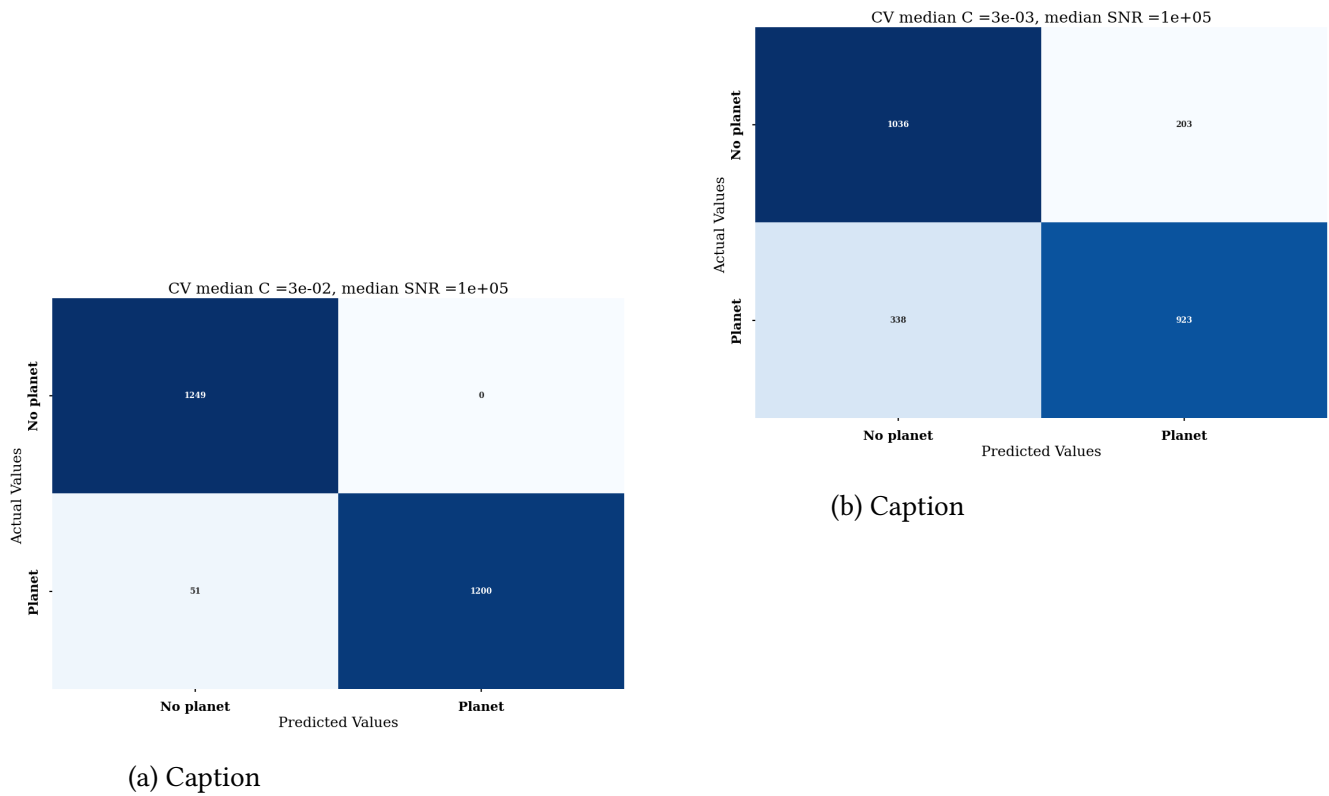 CV median C =3e-02, median SNR =1e+05
Actual Values
No planet
Planet
1249
0
51
1200
No planet
Planet
Predicted Values
(a) Caption
CV median C =3e-03, median SNR =1e+05
Actual Values
No planet
Planet
1036
203
338
923
No planet
Planet
Predicted Values
(b) Caption